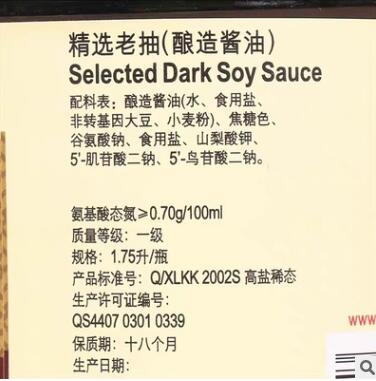 精选老抽(酿造酱油)
Selected Dark Soy Sauce
配料表: 酿造酱油(水、食用盐、
非转基因大豆、小麦粉)、焦糖色、
谷氨酸钠、食用盐、山梨酸钾、
5'-肌苷酸二钠、5'-鸟苷酸二钠。
氨基酸态氮≥0.70g/100ml
质量等级: 一级
规格: 1.75升/瓶
产品标准号: Q/XLKK 2002S 高盐稀态
生产许可证编号:
QS4407 0301 0339
www
保质期: 十八个月
生产日期: